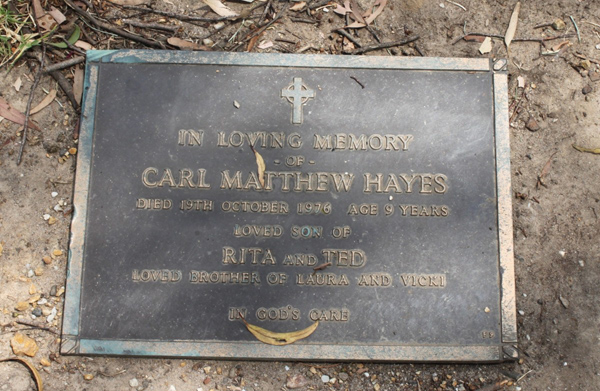 IN LOVING MEMORY
- OF -
CARL MATTHEW HAYES
DIED 19TH OCTOBER 1976 AGE 9 YEARS
LOVED SON OF
RITA AND TED
LOVED BROTHER OF LAURA AND VICKI
IN GOD'S CARE